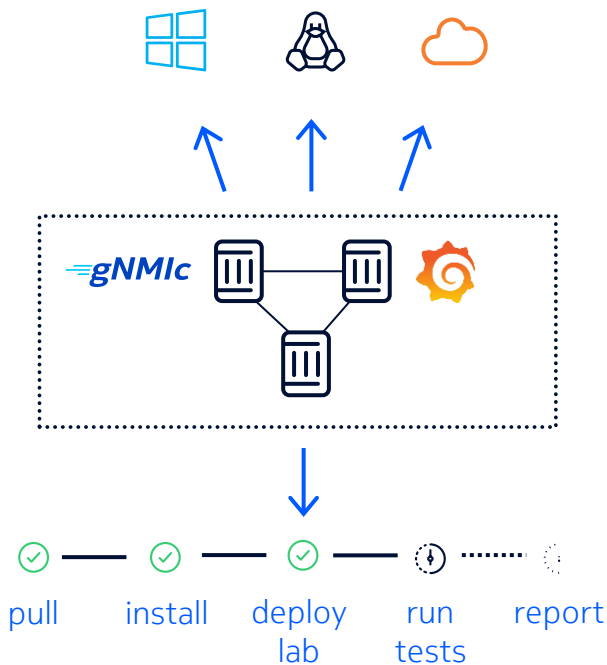 gNMIc
pull
install
deploy
lab
run
tests
report